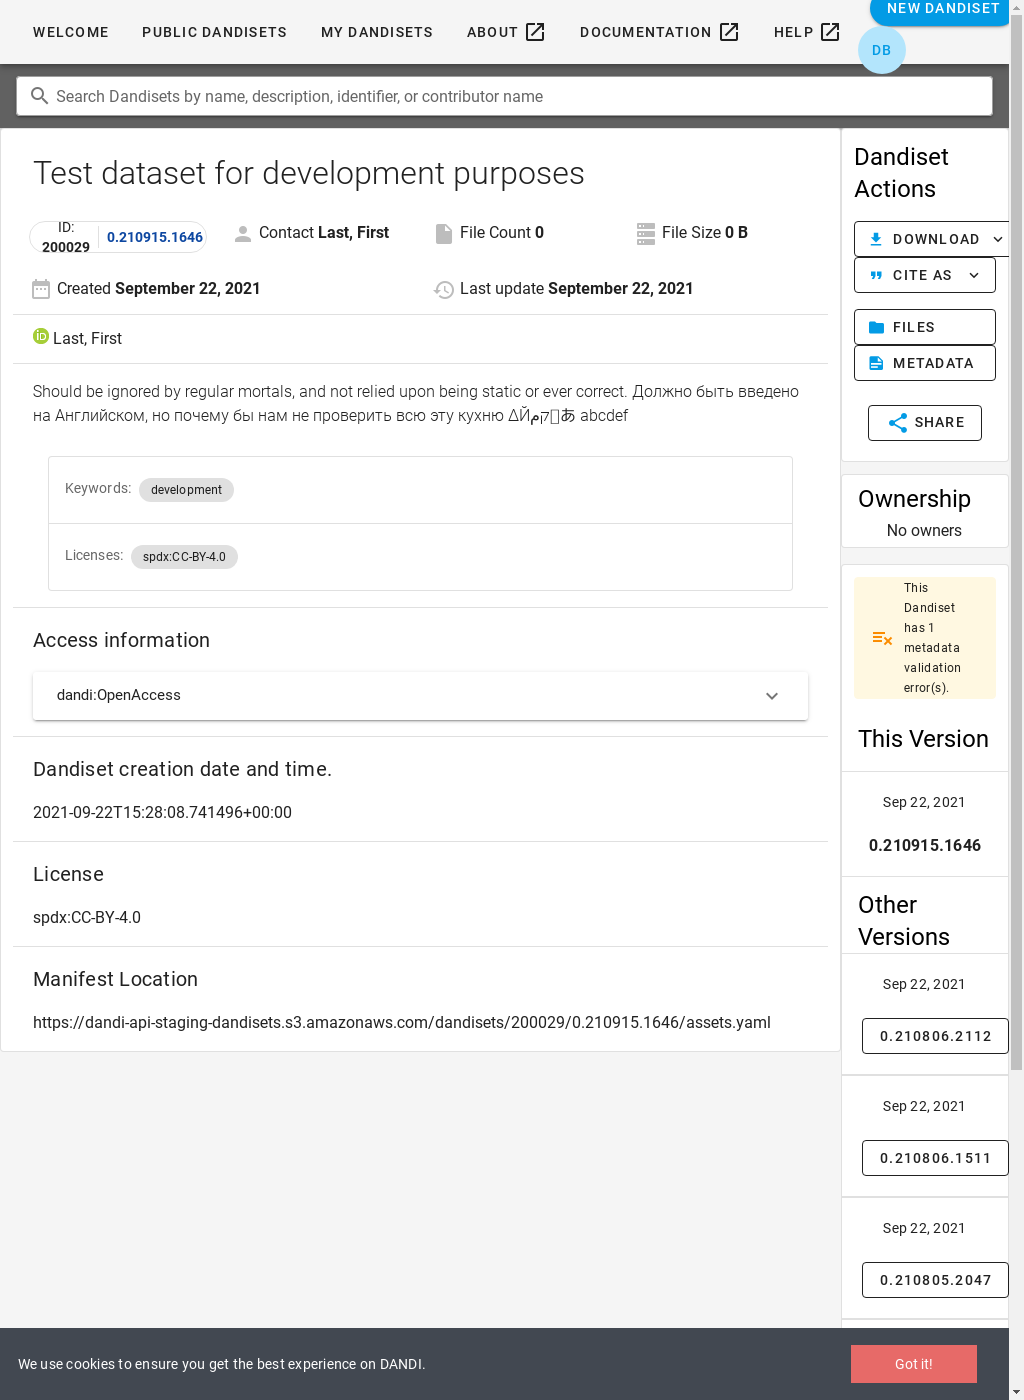 WELCOME PUBLIC DANDISETS MY DANDISETS ABOUT DOCUMENTATION HELP NEW DANDISET
DB
Search Dandisets by name, description, identifier, or contributor name
Test dataset for development purposes
ID: 200029 0.210915.1646 Contact Last, First File Count 0 File Size 0 B
Created September 22, 2021 Last update September 22, 2021
Last, First
Should be ignored by regular mortals, and not relied upon being static or ever correct. Должно быть введено
на Английском, но почему бы нам не проверить всю эту кухню ΔЙקم あ abcdef
Keywords: development
Licenses: spdx:CC-BY-4.0
Access information
dandi:OpenAccess
Dandiset creation date and time.
2021-09-22T15:28:08.741496+00:00
License
spdx:CC-BY-4.0
Manifest Location
https://dandi-api-staging-dandisets.s3.amazonaws.com/dandisets/200029/0.210915.1646/assets.yaml
Dandiset
Actions
DOWNLOAD
CITE AS
FILES
METADATA
SHARE
Ownership
No owners
This
Dandiset
has 1
metadata
validation
error(s).
This Version
Sep 22, 2021
0.210915.1646
Other
Versions
Sep 22, 2021
0.210806.2112
Sep 22, 2021
0.210806.1511
Sep 22, 2021
0.210805.2047
We use cookies to ensure you get the best experience on DANDI.
Got it!